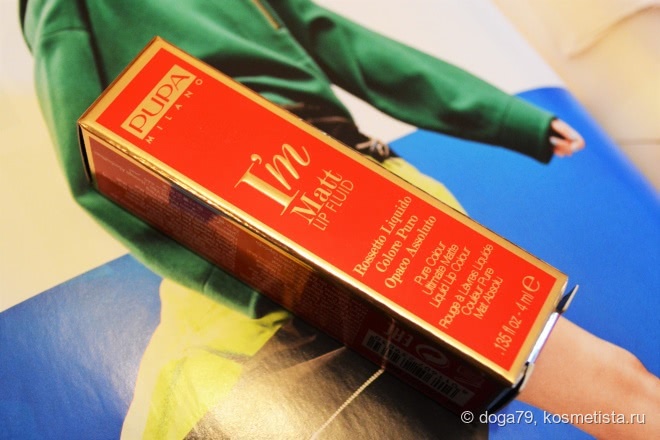 PUPA
MILANO
I'm
Matt
LIP FLUID
Rossetto Liquido
Colore Puro
Opaco Assoluto
Pure Colour
Ultimate Matte
Liquid Lip Colour
Rouge à Lèvres Liquide
Couleur Pure
Mat Absolu
.135 fl oz - 4 ml ℮
© doga79, kosmetista.ru